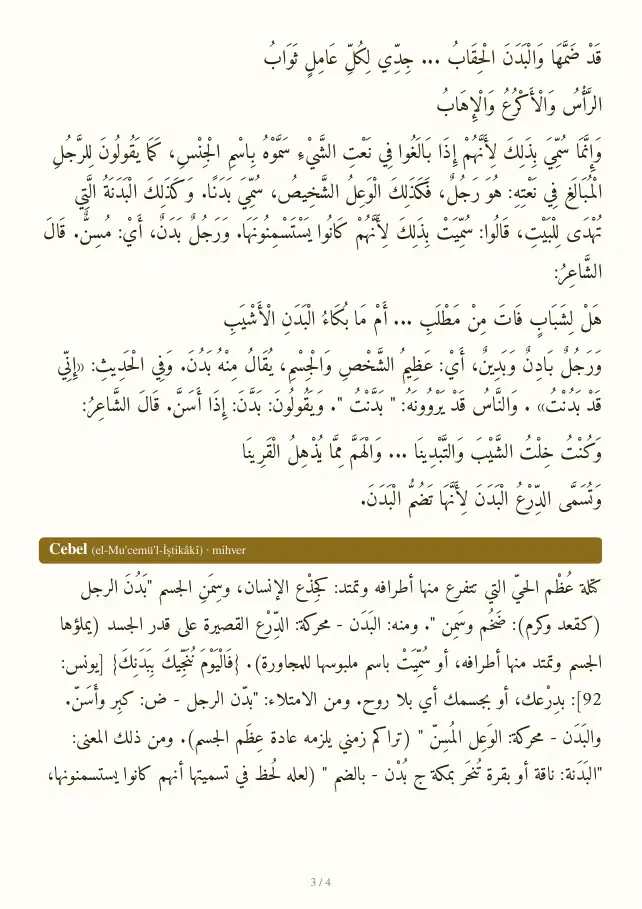 قَدْ ضَمَّهَا وَالْبَدَنَ الْحِقَابُ ... جِدِّي لِكُلِّ عَامِلٍ ثَوَابُ
الرَّأْسُ وَالْأَكْرُعُ وَالْإِهَابُ
وَإِنَّمَا سُمِّيَ بِذَلِكَ لِأَنَّهُمْ إِذَا بَالَغُوا فِي نَعْتِ الشَّيْءِ سَمَّوْهُ بِاسْمِ الْجِنْسِ، كَمَا يَقُولُونَ لِلرَّجُلِ
الْمُبَالَغِ فِي نَعْتِهِ: هُوَ رَجُلٌ، فَكَذَلِكَ الْوَعِلُ الشَّخِيصُ، سُمِّيَ بَدَنًا. وَكَذَلِكَ الْبَدَنَةُ الَّتِي
تُهْدَى لِلْبَيْتِ، قَالُوا: سُمِّيَتْ بِذَلِكَ لِأَنَّهُمْ كَانُوا يَسْتَسْمِنُونَهَا. وَرَجُلٌ بَدَنٌ، أَيْ: مُسِنٌّ. قَالَ
الشَّاعِرُ:
هَلْ لِشَبَابٍ فَاتَ مِنْ مَطْلَبِ ... أَمْ مَا بُكَاءُ الْبَدَنِ الْأَشْيَبِ
وَرَجُلٌ بَادِنٌ وَبَدِينٌ، أَيْ: عَظِيمُ الشَّخْصِ وَالْجِسْمِ، يُقَالُ مِنْهُ بَدُنَ. وَفِي الْحَدِيثِ: «إِنِّي
قَدْ بَدُنْتُ» . وَالنَّاسُ قَدْ يَرْوُونَهُ: " بَدَّنْتُ ". وَيَقُولُونَ: بَدَّنَ: إِذَا أَسَنَّ. قَالَ الشَّاعِرُ:
وَكُنْتُ خِلْتُ الشَّيْبَ وَالتَّبْدِينَا ... وَالْهَمَّ مِمَّا يُذْهِلُ الْقَرِينَا
وَتُسَمَّى الدِّرْعُ الْبَدَنَ لِأَنَّهَا تَضُمُّ الْبَدَنَ.
Cebel (el-Mu'cemü'l-İştikâkî) · mihver
كتلة عُظْم الحيّ التي تتفرع منها أطرافه وتمتد: كجِذْع الإنسان، وسِمَنِ الجسم "بَدُنَ الرجل
(كقعد وكرم): ضَخُم وسَمِن ". ومنه: البَدَن - محركة: الدِّرْع القصيرة على قدر الجسد (يملؤها
الجسم وتمتد منها أطرافه، أو سُمِّيَتْ باسم ملبوسها للمجاورة). {فَالْيَوْمَ نُنَجِّيكَ بِبَدَنِكَ} [يونس:
92]: بدِرْعك، أو بجسمك أي بلا روح. ومن الامتلاء: "بدّن الرجل - ض: كبِر وأَسَنّ.
والبَدَن - محركة: الوَعِل المُسِنّ " (تراكم زمني يلزمه عادة عِظَم الجسم). ومن ذلك المعنى:
"البَدَنة: ناقة أو بقرة تُنحَر بمكة ج بُدْن - بالضم " (لعله لُحظ في تسميتها أنهم كانوا يستسمنونها،
3 / 4